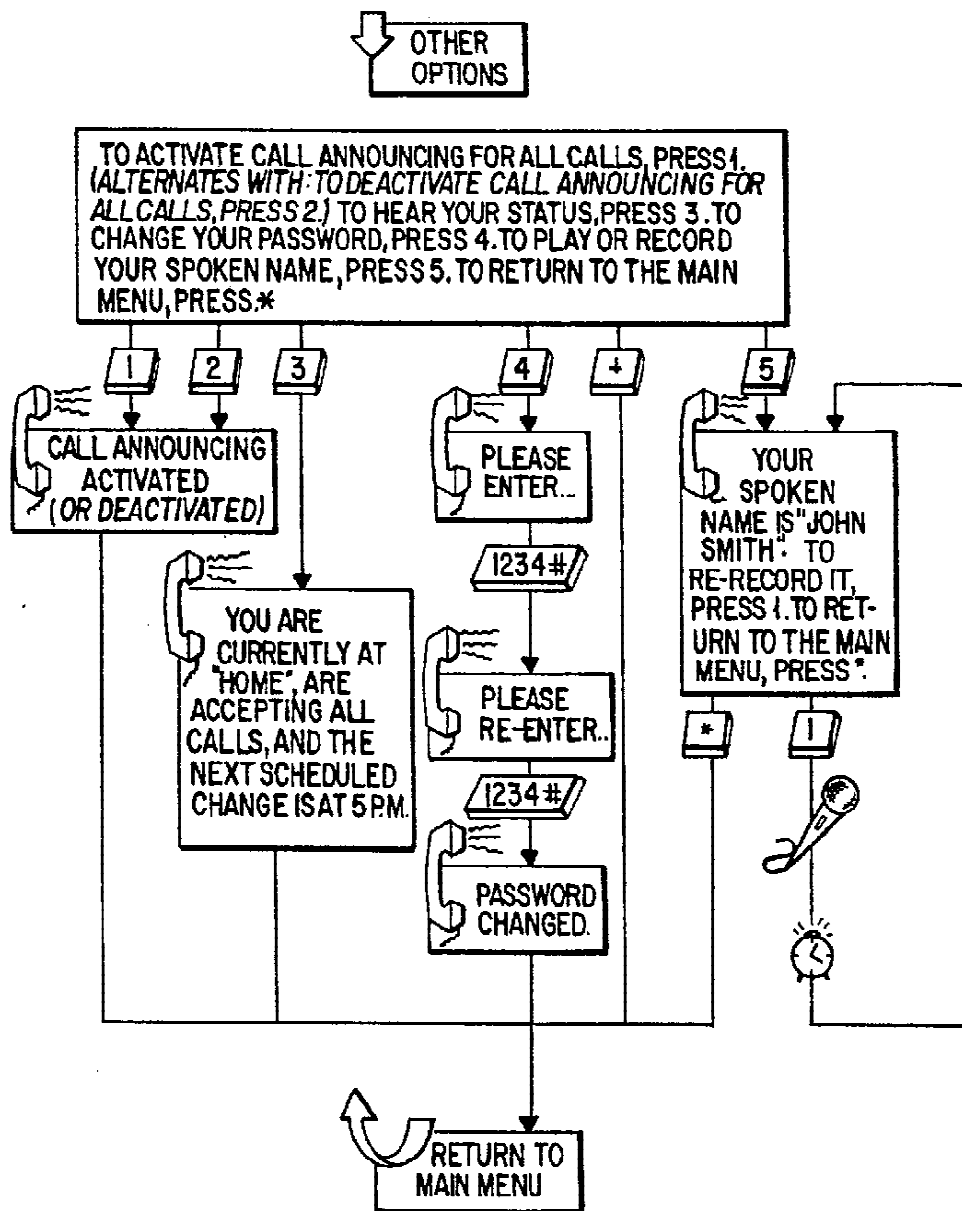 OTHER
OPTIONS
TO ACTIVATE CALL ANNOUNCING FOR ALL CALLS, PRESS 1.
(ALTERNATES WITH: TO DEACTIVATE CALL ANNOUNCING FOR
ALL CALLS, PRESS 2.) TO HEAR YOUR STATUS, PRESS 3. TO
CHANGE YOUR PASSWORD, PRESS 4. TO PLAY OR RECORD
YOUR SPOKEN NAME, PRESS 5. TO RETURN TO THE MAIN
MENU, PRESS.*
1 2 3 4 + 5
CALL ANNOUNCING
ACTIVATED
(OR DEACTIVATED)
YOU ARE
CURRENTLY AT
"HOME", ARE
ACCEPTING ALL
CALLS, AND THE
NEXT SCHEDULED
CHANGE IS AT 5 P.M.
PLEASE
ENTER...
1234#
PLEASE
RE-ENTER..
1234#
PASSWORD
CHANGED.
YOUR
SPOKEN
NAME IS "JOHN
SMITH". TO
RE-RECORD IT,
PRESS 1. TO RET-
URN TO THE MAIN
MENU, PRESS *.
* 1
RETURN TO
MAIN MENU